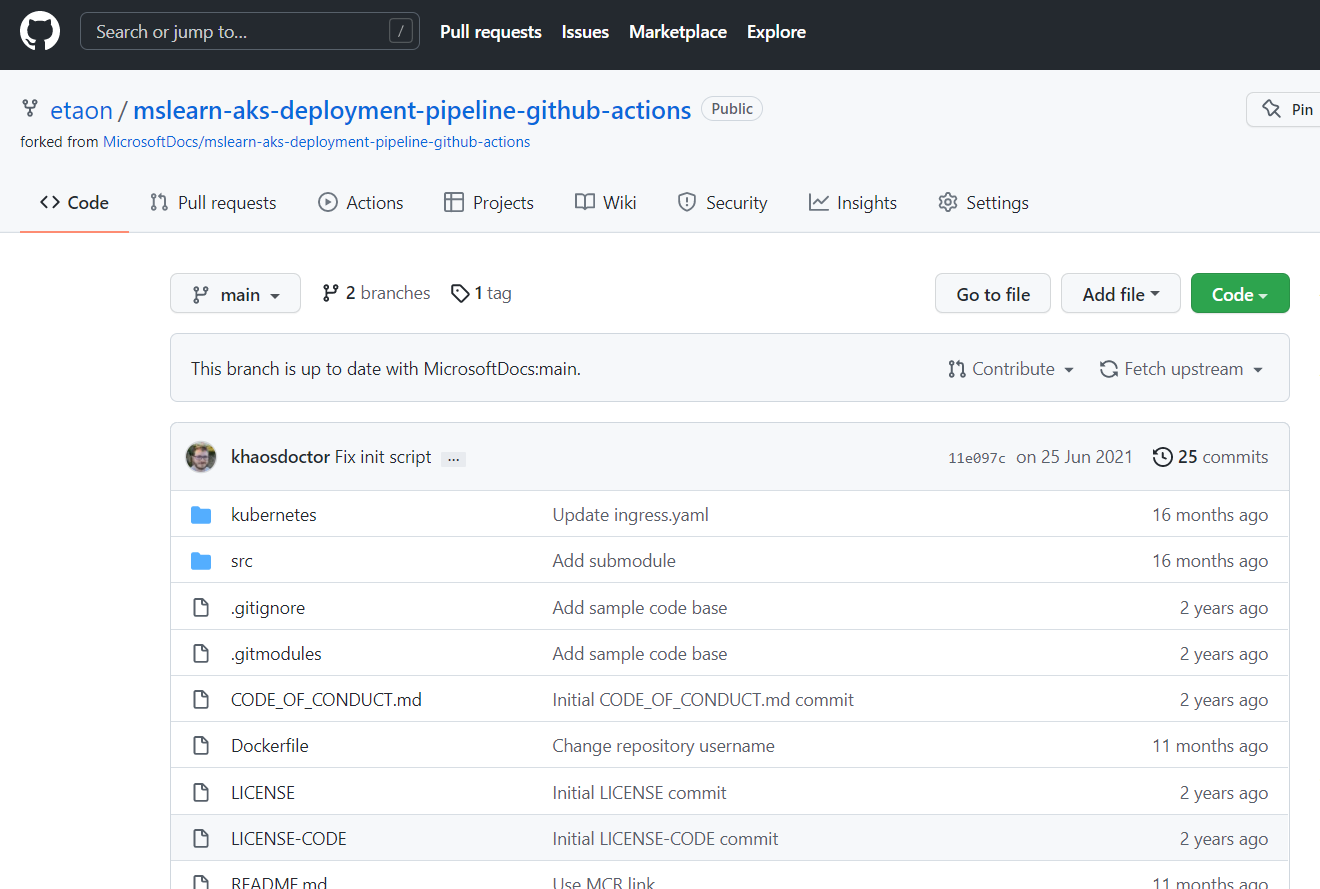 Search or jump to... /
Pull requests Issues Marketplace Explore
etaon / mslearn-aks-deployment-pipeline-github-actions Public
Pin
forked from MicrosoftDocs/mslearn-aks-deployment-pipeline-github-actions
Code Pull requests Actions Projects Wiki Security Insights Settings
main 2 branches 1 tag Go to file Add file Code
This branch is up to date with MicrosoftDocs:main. Contribute Fetch upstream
khaosdoctor Fix init script ... 11e097c on 25 Jun 2021 25 commits
kubernetes Update ingress.yaml 16 months ago
src Add submodule 16 months ago
.gitignore Add sample code base 2 years ago
.gitmodules Add sample code base 2 years ago
CODE_OF_CONDUCT.md Initial CODE_OF_CONDUCT.md commit 2 years ago
Dockerfile Change repository username 11 months ago
LICENSE Initial LICENSE commit 2 years ago
LICENSE-CODE Initial LICENSE-CODE commit 2 years ago
README.md Use MCR link 11 months ago